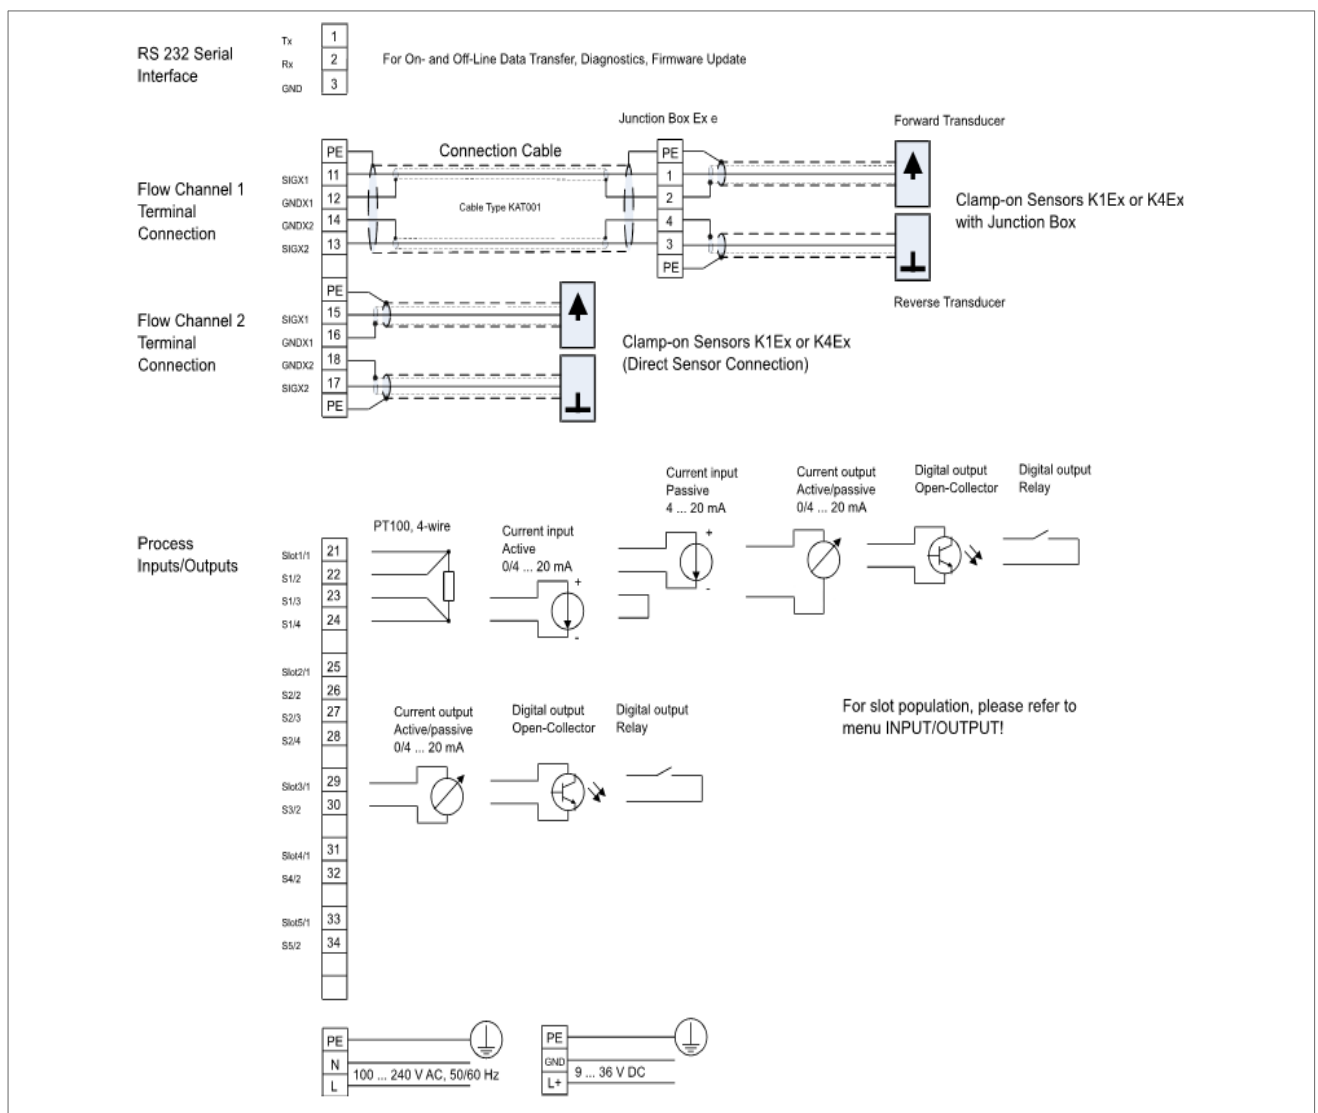 RS 232 Serial
Interface
Tx 1
Rx 2
GND 3
For On- and Off-Line Data Transfer, Diagnostics, Firmware Update
Junction Box Ex e
Forward Transducer
Flow Channel 1
Terminal
Connection
PE
SIGX1 11
GNDX1 12
GNDX2 14
SIGX2 13
Connection Cable
Cable Type KAT001
PE
1
2
4
3
PE
Clamp-on Sensors K1Ex or K4Ex
with Junction Box
Reverse Transducer
Flow Channel 2
Terminal
Connection
PE
SIGX1 15
GNDX1 16
GNDX2 18
SIGX2 17
PE
Clamp-on Sensors K1Ex or K4Ex
(Direct Sensor Connection)
Process
Inputs/Outputs
Slot1/1 21
S1/2 22
S1/3 23
S1/4 24
PT100, 4-wire
Current input
Active
0/4 ... 20 mA
+
-
Current input
Passive
4 ... 20 mA
+
-
Current output
Active/passive
0/4 ... 20 mA
Digital output
Open-Collector
Digital output
Relay
Slot2/1 25
S2/2 26
S2/3 27
S2/4 28
Current output
Active/passive
0/4 ... 20 mA
Digital output
Open-Collector
Digital output
Relay
For slot population, please refer to
menu INPUT/OUTPUT!
Slot3/1 29
S3/2 30
Slot4/1 31
S4/2 32
Slot5/1 33
S5/2 34
PE
N
L
100 ... 240 V AC, 50/60 Hz
PE
GND
L+
9 ... 36 V DC